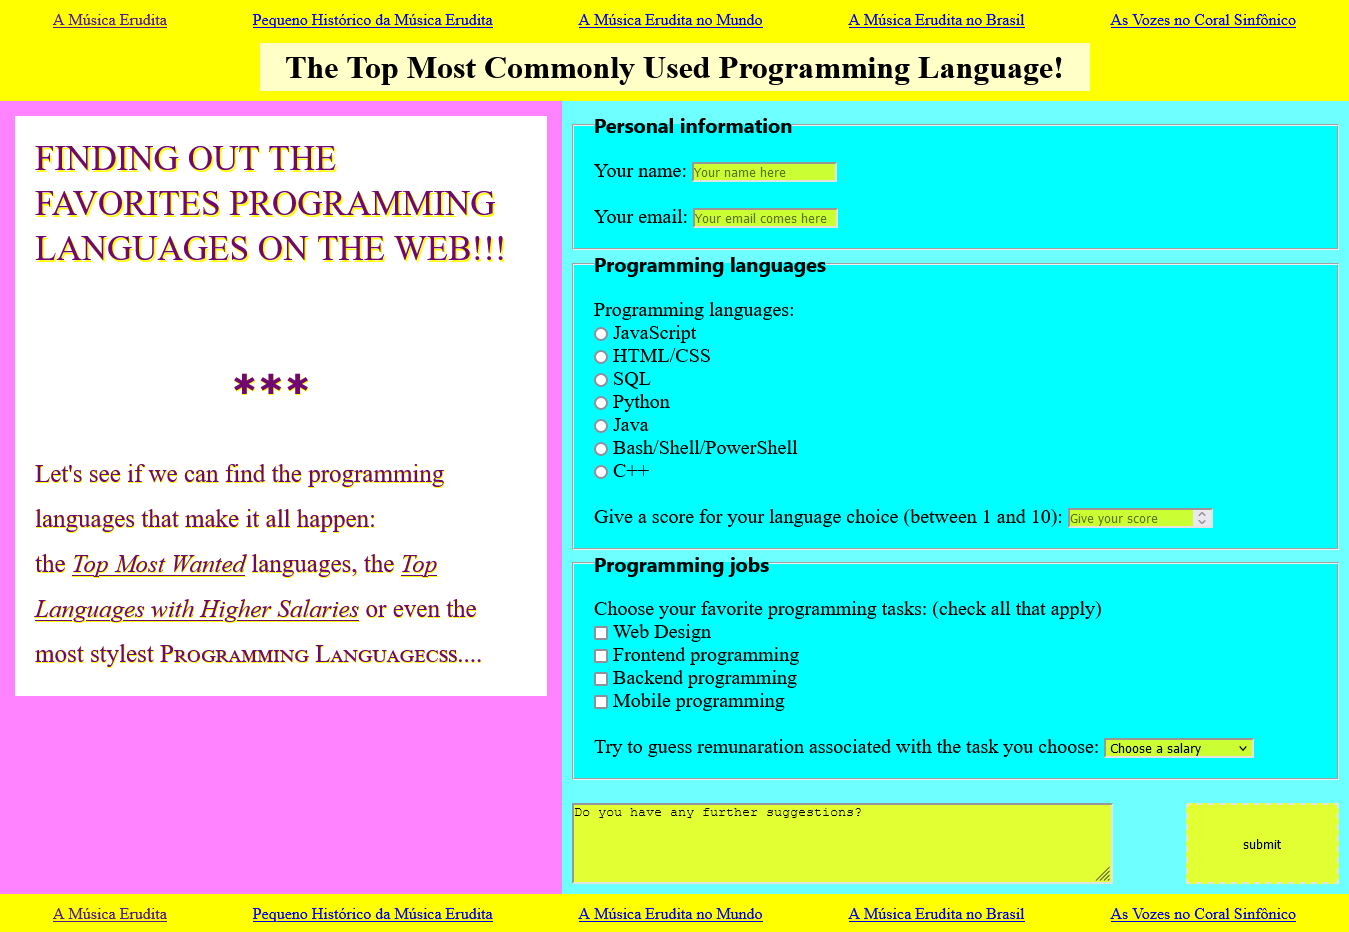 A Música Erudita Pequeno Histórico da Música Erudita A Música Erudita no Mundo A Música Erudita no Brasil As Vozes no Coral Sinfônico
The Top Most Commonly Used Programming Language!
FINDING OUT THE
FAVORITES PROGRAMMING
LANGUAGES ON THE WEB!!!
***
Let's see if we can find the programming
languages that make it all happen:
the Top Most Wanted languages, the Top
Languages with Higher Salaries or even the
most stylest Programming Languagecss....
Personal information
Your name: Your name here
Your email: Your email comes here
Programming languages
Programming languages:
JavaScript
HTML/CSS
SQL
Python
Java
Bash/Shell/PowerShell
C++
Give a score for your language choice (between 1 and 10): Give your score
Programming jobs
Choose your favorite programming tasks: (check all that apply)
Web Design
Frontend programming
Backend programming
Mobile programming
Try to guess remunaration associated with the task you choose: Choose a salary
Do you have any further suggestions?
submit
A Música Erudita Pequeno Histórico da Música Erudita A Música Erudita no Mundo A Música Erudita no Brasil As Vozes no Coral Sinfônico